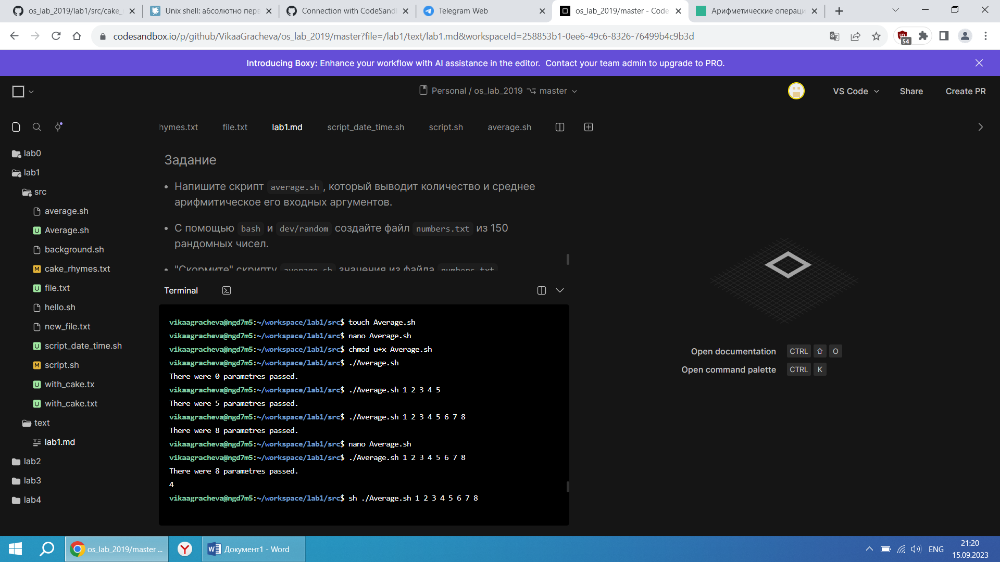 os_lab_2019/lab1/src/cake_
Unix shell: абсолютно перв
Connection with CodeSand
Telegram Web
os_lab_2019/master - Code
Арифметические операци
codesandbox.io/p/github/VikaaGracheva/os_lab_2019/master?file=/lab1/text/lab1.md&workspaceId=258853b1-0ee6-49c6-8326-76499b4c9b3d
54
Introducing Boxy: Enhance your workflow with AI assistance in the editor. Contact your team admin to upgrade to PRO.
Personal / os_lab_2019 master
VS Code
Share
Create PR
hymes.txt
file.txt
lab1.md
script_date_time.sh
script.sh
average.sh
lab0
lab1
src
average.sh
U Average.sh
background.sh
M cake_rhymes.txt
U file.txt
hello.sh
new_file.txt
U script_date_time.sh
M script.sh
U with_cake.tx
U with_cake.txt
text
lab1.md
lab2
lab3
lab4
Задание
• Напишите скрипт average.sh, который выводит количество и среднее
арифмитическое его входных аргументов.
• С помощью bash и dev/random создайте файл numbers.txt из 150
рандомных чисел.
• "Скормите" скрипту average.sh значения из файла numbers.txt
Terminal
vikaagracheva@ngd7m5:~/workspace/lab1/src$ touch Average.sh
vikaagracheva@ngd7m5:~/workspace/lab1/src$ nano Average.sh
vikaagracheva@ngd7m5:~/workspace/lab1/src$ chmod u+x Average.sh
vikaagracheva@ngd7m5:~/workspace/lab1/src$ ./Average.sh
There were 0 parametres passed.
vikaagracheva@ngd7m5:~/workspace/lab1/src$ ./Average.sh 1 2 3 4 5
There were 5 parametres passed.
vikaagracheva@ngd7m5:~/workspace/lab1/src$ ./Average.sh 1 2 3 4 5 6 7 8
There were 8 parametres passed.
vikaagracheva@ngd7m5:~/workspace/lab1/src$ nano Average.sh
vikaagracheva@ngd7m5:~/workspace/lab1/src$ ./Average.sh 1 2 3 4 5 6 7 8
There were 8 parametres passed.
4
vikaagracheva@ngd7m5:~/workspace/lab1/src$ sh ./Average.sh 1 2 3 4 5 6 7 8
Open documentation CTRL ⇧ O
Open command palette CTRL K
os_lab_2019/master ...
Документ1 - Word
ENG
21:20
15.09.2023